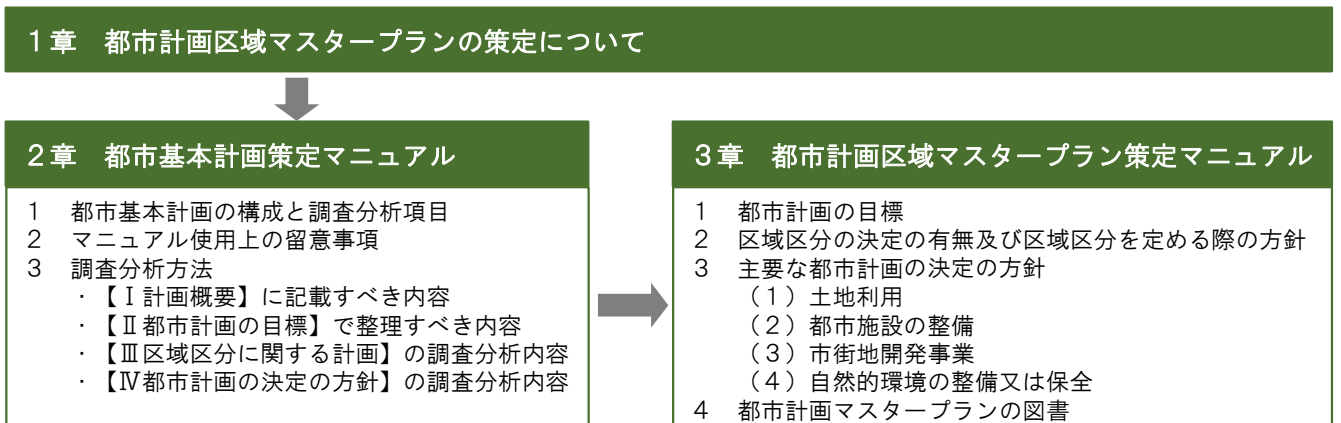 1章 都市計画区域マスタープランの策定について
2章 都市基本計画策定マニュアル
1 都市基本計画の構成と調査分析項目
2 マニュアル使用上の留意事項
3 調査分析方法
・【Ⅰ計画概要】に記載すべき内容
・【Ⅱ都市計画の目標】で整理すべき内容
・【Ⅲ区域区分に関する計画】の調査分析内容
・【Ⅳ都市計画の決定の方針】の調査分析内容
3章 都市計画区域マスタープラン策定マニュアル
1 都市計画の目標
2 区域区分の決定の有無及び区域区分を定める際の方針
3 主要な都市計画の決定の方針
（1）土地利用
（2）都市施設の整備
（3）市街地開発事業
（4）自然的環境の整備又は保全
4 都市計画マスタープランの図書